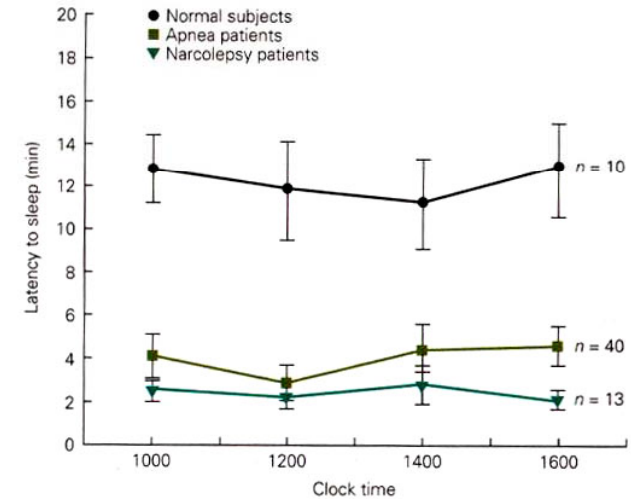 Normal subjects
Apnea patients
Narcolepsy patients
20
18
16
14
12
10
8
6
4
2
0
Latency to sleep (min)
n = 10
n = 40
n = 13
1000 1200 1400 1600
Clock time